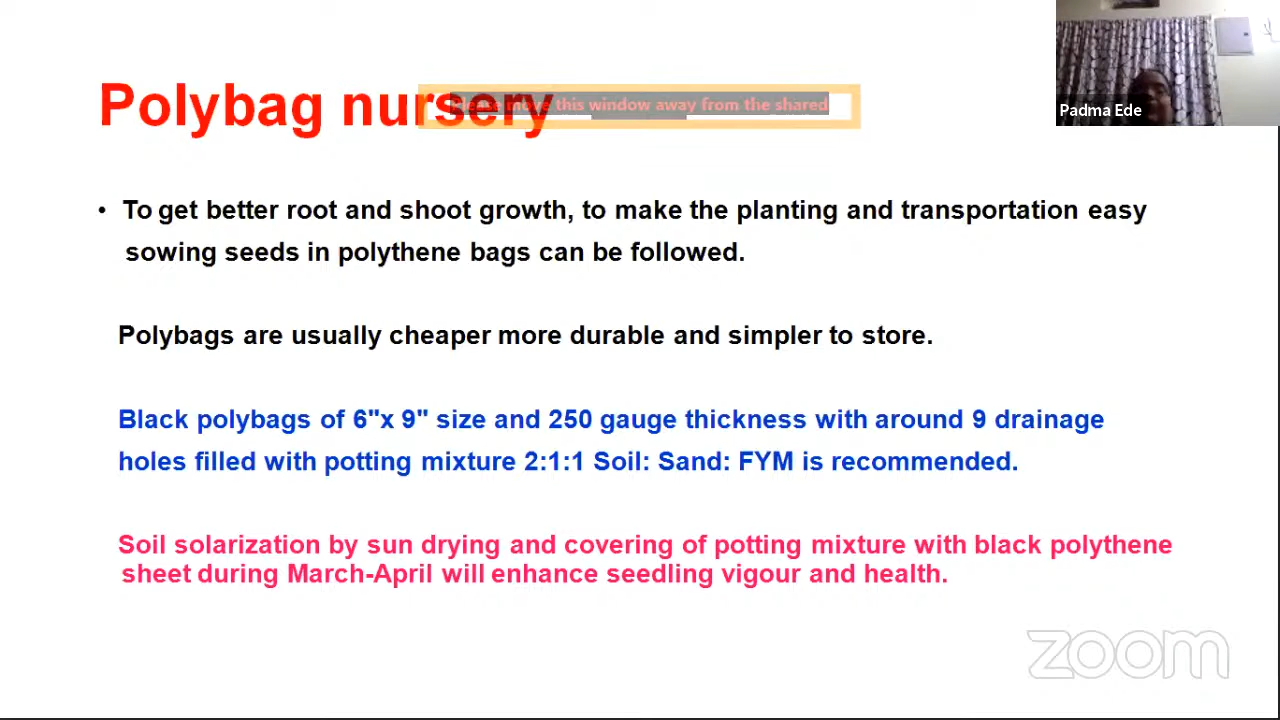 Polybag nursery
Please move this window away from the shared
Padma Ede
• To get better root and shoot growth, to make the planting and transportation easy
sowing seeds in polythene bags can be followed.
Polybags are usually cheaper more durable and simpler to store.
Black polybags of 6"x 9" size and 250 gauge thickness with around 9 drainage
holes filled with potting mixture 2:1:1 Soil: Sand: FYM is recommended.
Soil solarization by sun drying and covering of potting mixture with black polythene
sheet during March-April will enhance seedling vigour and health.
zoom